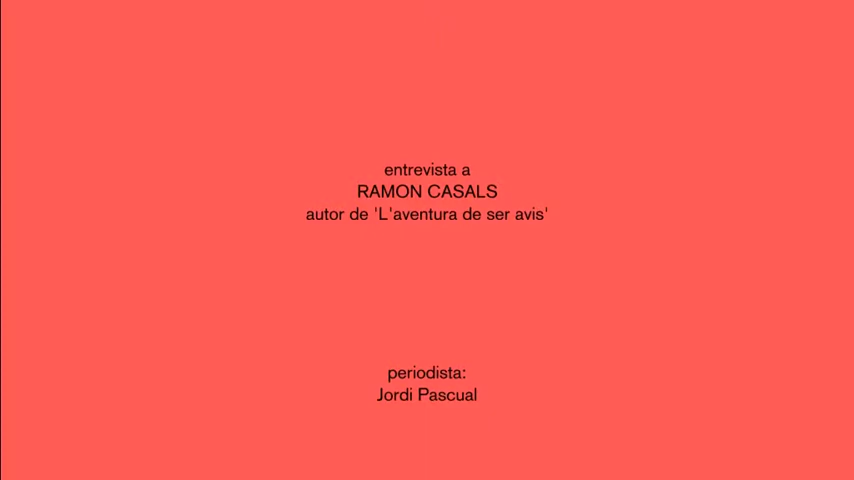 entrevista a
RAMON CASALS
autor de 'L'aventura de ser avis'
periodista:
Jordi Pascual